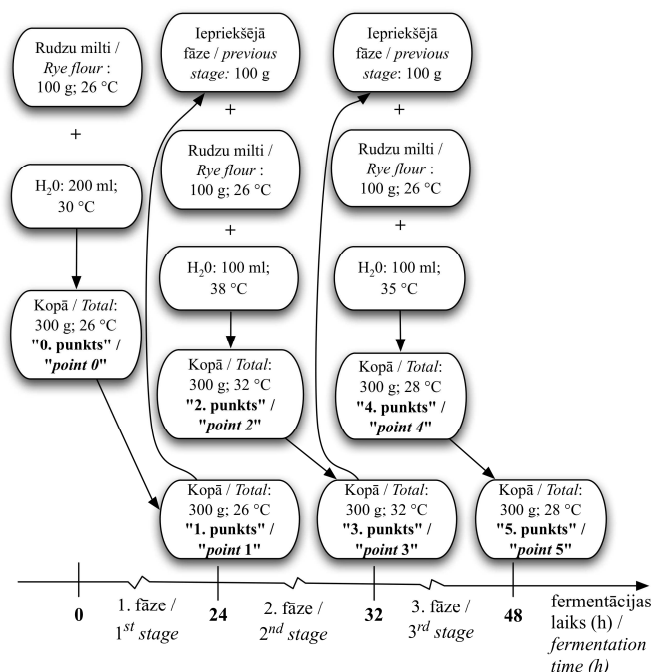 Rudzu milti /
Rye flour :
100 g; 26 °C
+
H20: 200 ml;
30 °C
Kopā / Total:
300 g; 26 °C
"0. punkts" /
"point 0"
Iepriekšējā
fāze / previous
stage: 100 g
+
Rudzu milti /
Rye flour :
100 g; 26 °C
+
H20: 100 ml;
38 °C
Kopā / Total:
300 g; 32 °C
"2. punkts" /
"point 2"
Iepriekšējā
fāze / previous
stage: 100 g
+
Rudzu milti /
Rye flour :
100 g; 26 °C
+
H20: 100 ml;
35 °C
Kopā / Total:
300 g; 28 °C
"4. punkts" /
"point 4"
Kopā / Total:
300 g; 26 °C
"1. punkts" /
"point 1"
Kopā / Total:
300 g; 32 °C
"3. punkts" /
"point 3"
Kopā / Total:
300 g; 28 °C
"5. punkts" /
"point 5"
0
1. fāze /
1st stage
24
2. fāze /
2nd stage
32
3. fāze /
3rd stage
48
fermentācijas
laiks (h) /
fermentation
time (h)